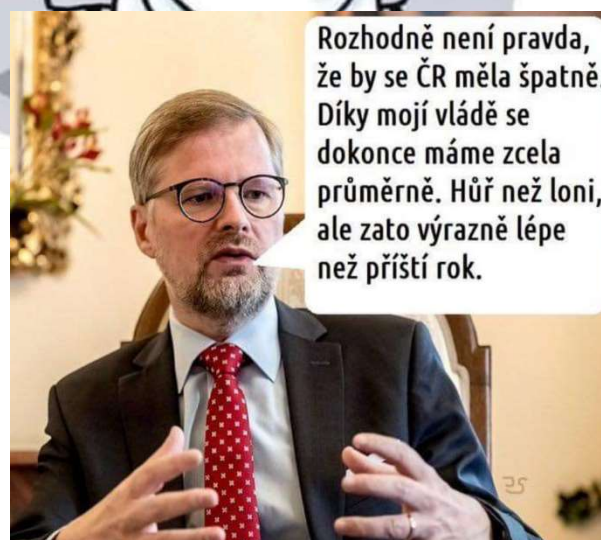 Rozhodně není pravda,
že by se ČR měla špatně.
Díky mojí vládě se
dokonce máme zcela
průměrně. Hůř než loni,
ale zato výrazně lépe
než příští rok.